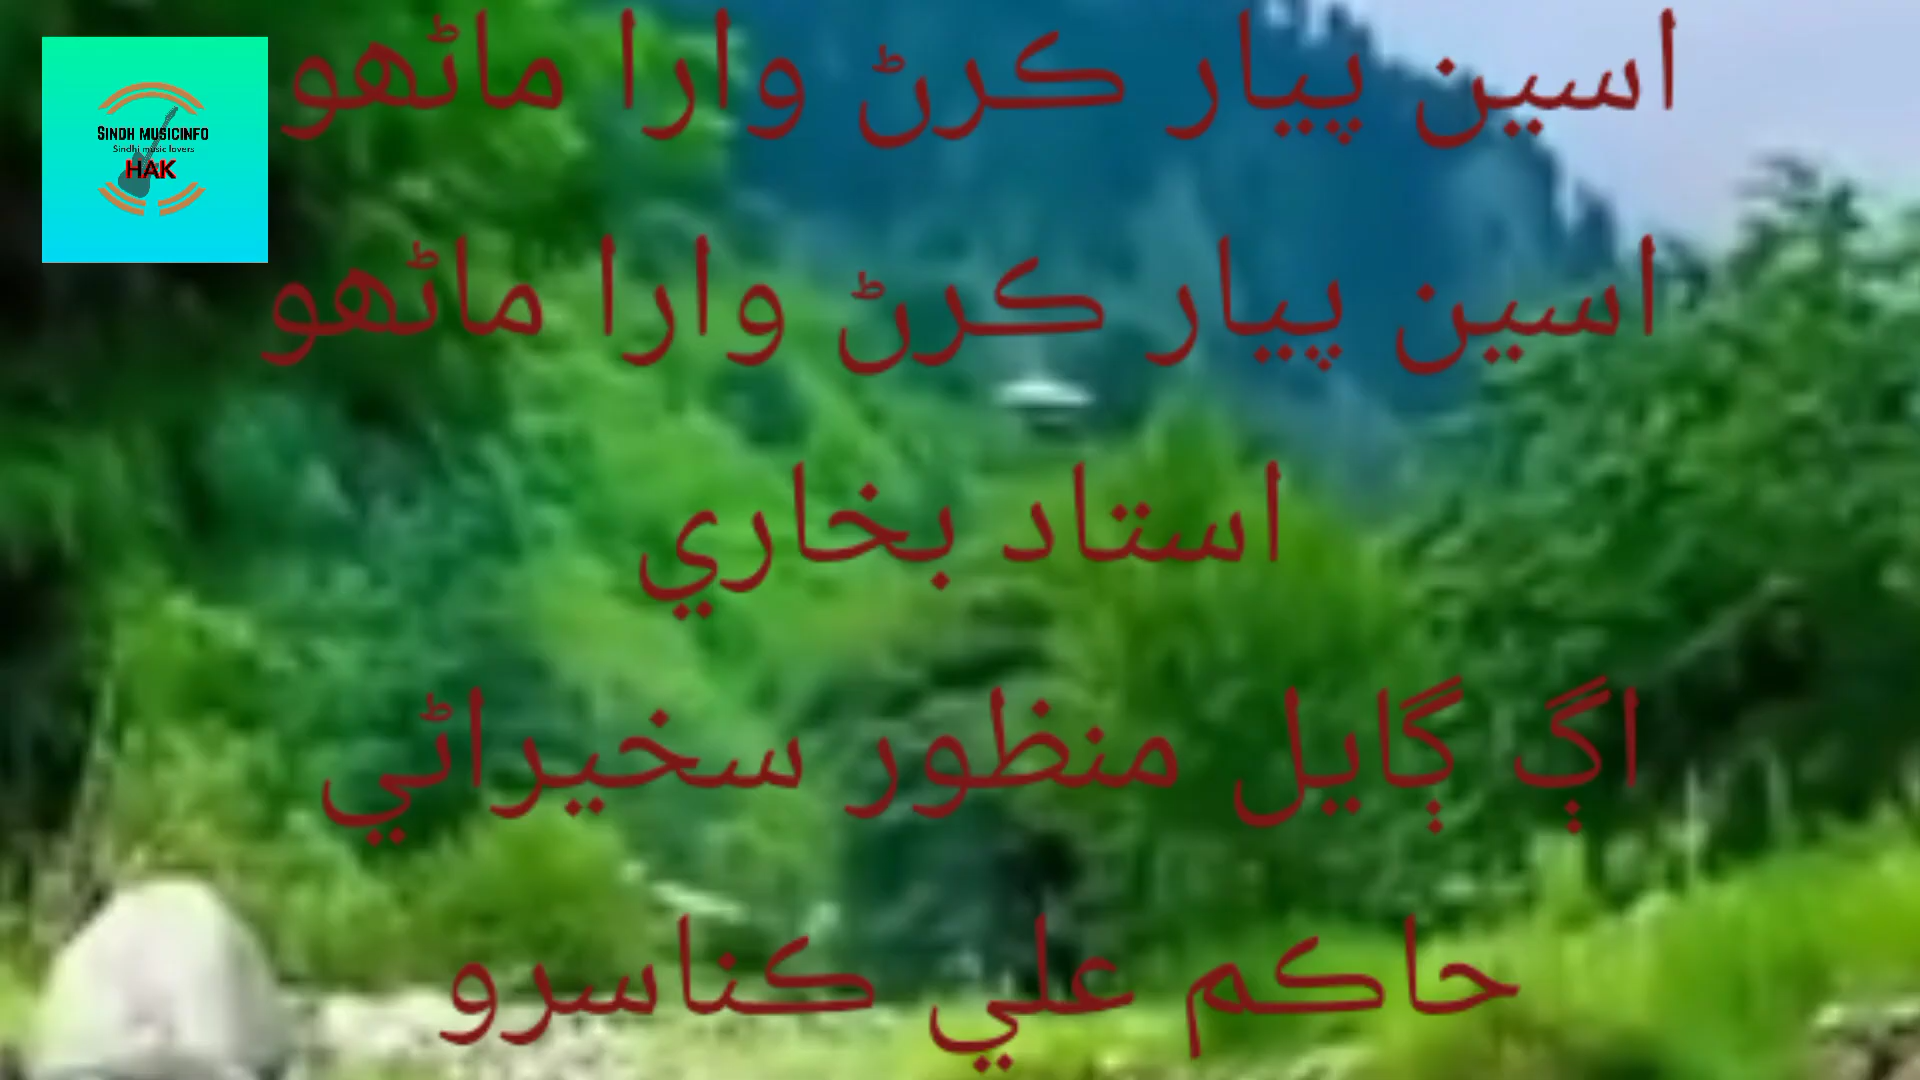 SINDH MUSICINFO
Sindhi music lovers
HAK
اسين پيار ڪرڻ وارا ماڻهو
اسين پيار ڪرڻ وارا ماڻهو
استاد بخاري
اڳ ڳايل منظور سخيراڻي
حاڪم علي ڪناسرو